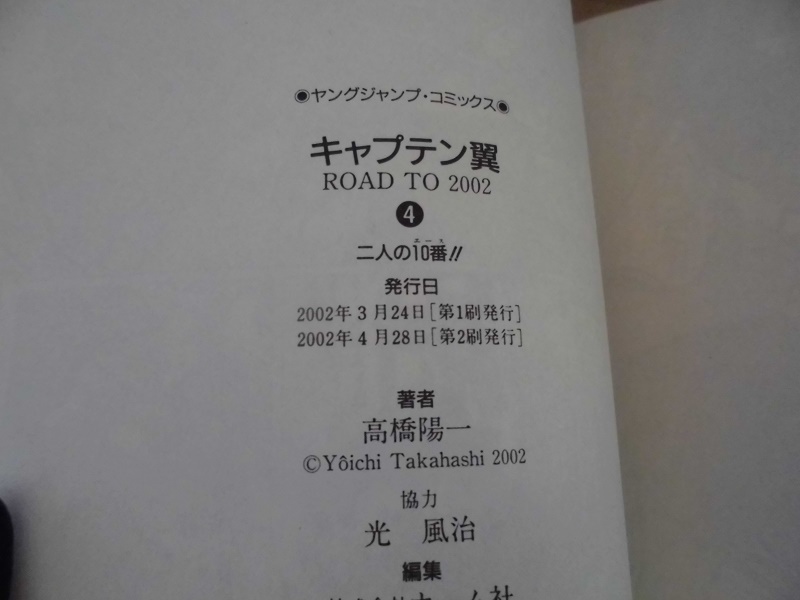 ◉ヤングジャンプ・コミックス◉
キャプテン翼
ROAD TO 2002
❹
エース
二人の10番!!
発行日
2002年3月24日[第1刷発行]
2002年4月28日[第2刷発行]
著者
高橋陽一
©Yôichi Takahashi 2002
協力
光 風治
編集